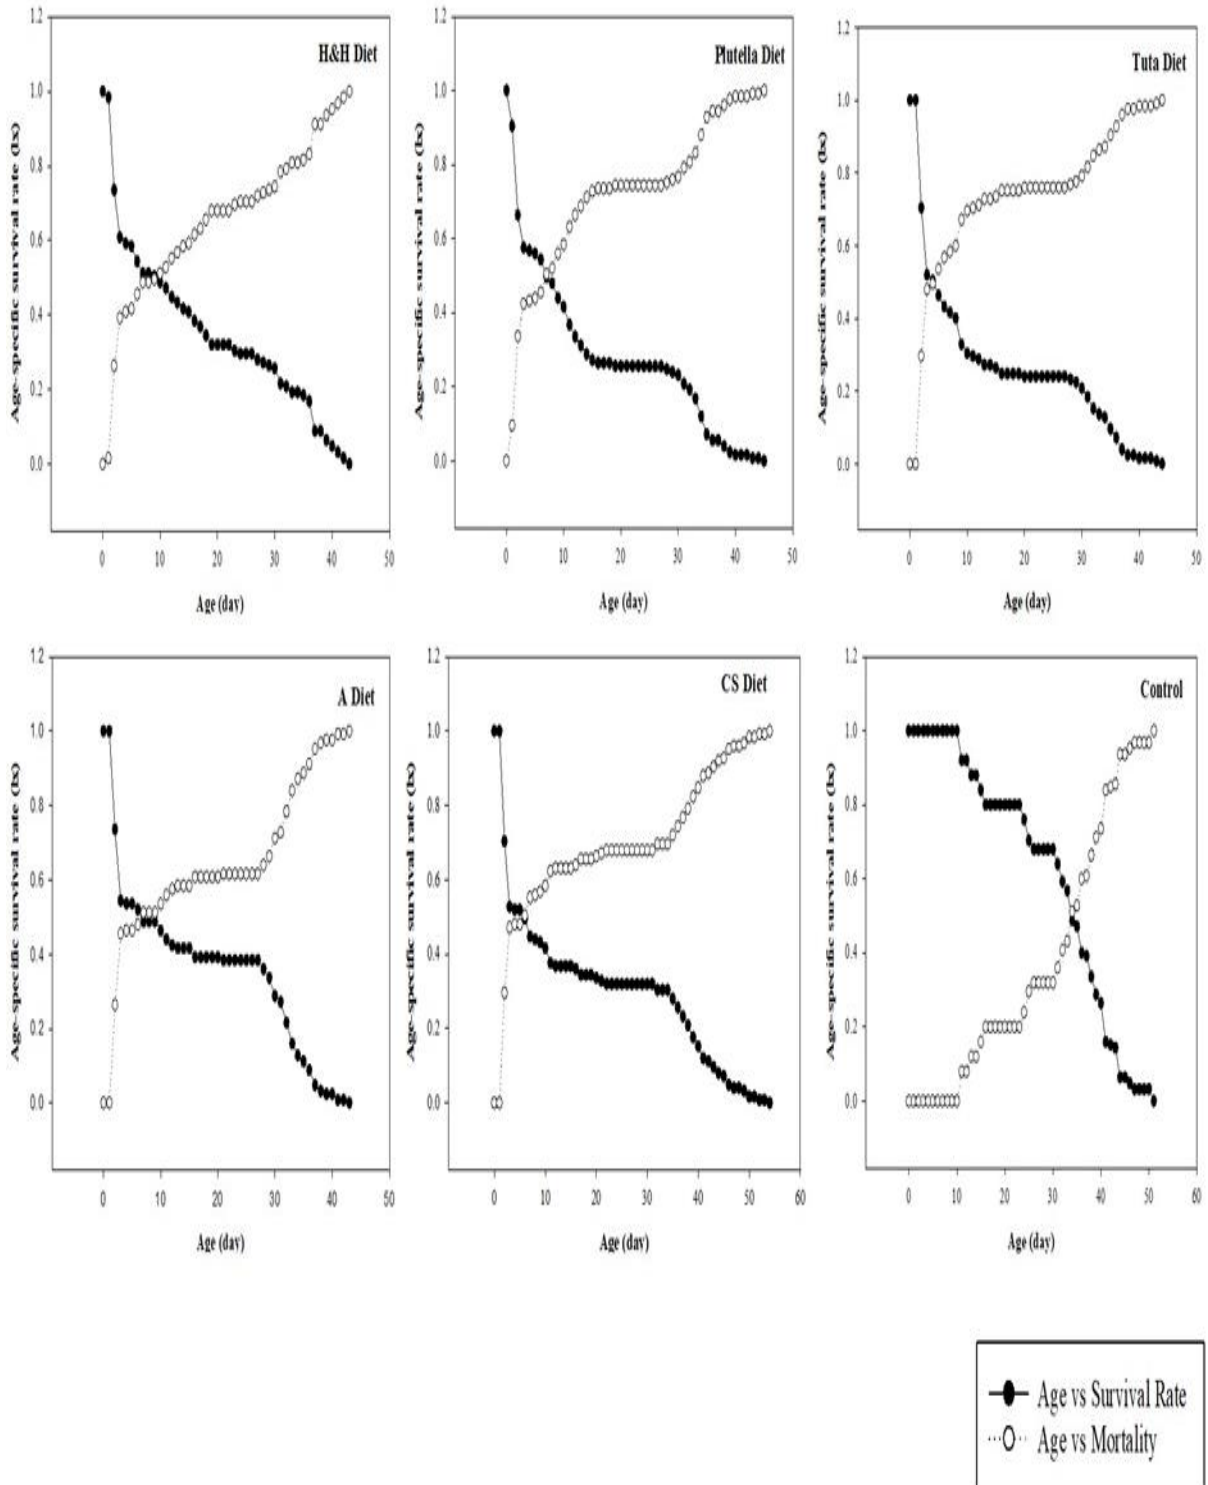 H&H Diet
Age-specific survival rate (lx)
1.2
1.0
0.8
0.6
0.4
0.2
0.0
0 10 20 30 40 50
Age (day)
Plutella Diet
Age-specific survival rate (lx)
1.2
1.0
0.8
0.6
0.4
0.2
0.0
0 10 20 30 40 50
Age (day)
Tuta Diet
Age-specific survival rate (lx)
1.2
1.0
0.8
0.6
0.4
0.2
0.0
0 10 20 30 40 50
Age (day)
A Diet
Age-specific survival rate (lx)
1.2
1.0
0.8
0.6
0.4
0.2
0.0
0 10 20 30 40 50
Age (day)
CS Diet
Age-specific survival rate (lx)
1.2
1.0
0.8
0.6
0.4
0.2
0.0
0 10 20 30 40 50 60
Age (day)
Control
Age-specific survival rate (lx)
1.2
1.0
0.8
0.6
0.4
0.2
0.0
0 10 20 30 40 50 60
Age (day)
Age vs Survival Rate
Age vs Mortality